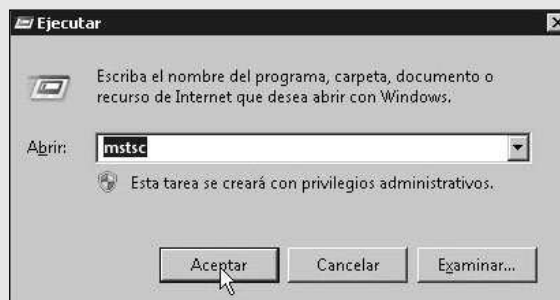 Ejecutar
Escriba el nombre del programa, carpeta, documento o
recurso de Internet que desea abrir con Windows.
Abrir: mstsc
Esta tarea se creará con privilegios administrativos.
Aceptar Cancelar Examinar...